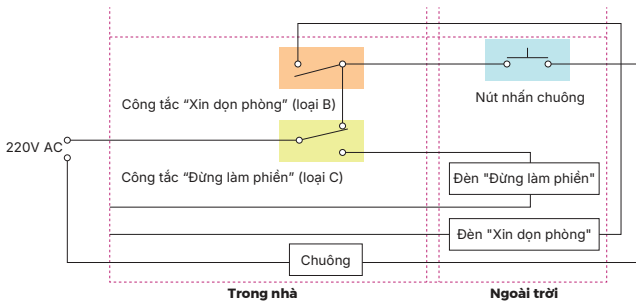 Công tắc “Xin dọn phòng” (loại B)
Nút nhấn chuông
220V AC
Công tắc “Đừng làm phiền” (loại C)
Đèn "Đừng làm phiền"
Đèn "Xin dọn phòng"
Chuông
Trong nhà
Ngoài trời